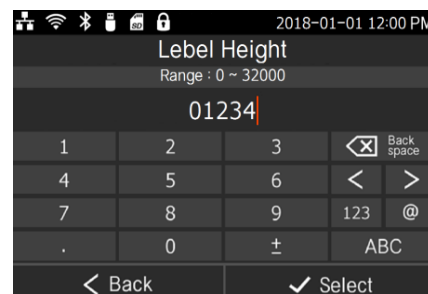 2018-01-01 12:00 PM
Lebel Height
Range : 0 ~ 32000
01234
1 2 3 Back space
4 5 6 < >
7 8 9 123 @
. 0 ± ABC
< Back ✓ Select